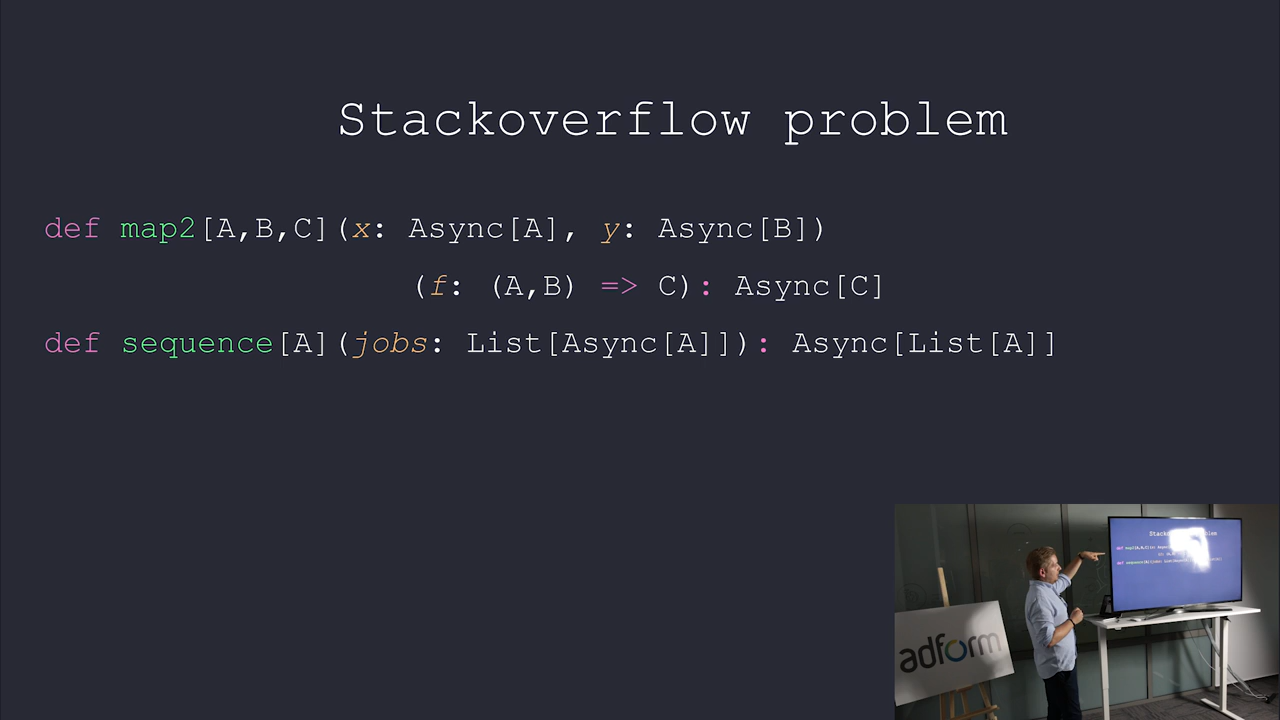 Stackoverflow problem
def map2[A,B,C](x: Async[A], y: Async[B])
(f: (A,B) => C): Async[C]
def sequence[A](jobs: List[Async[A]]): Async[List[A]]
adform